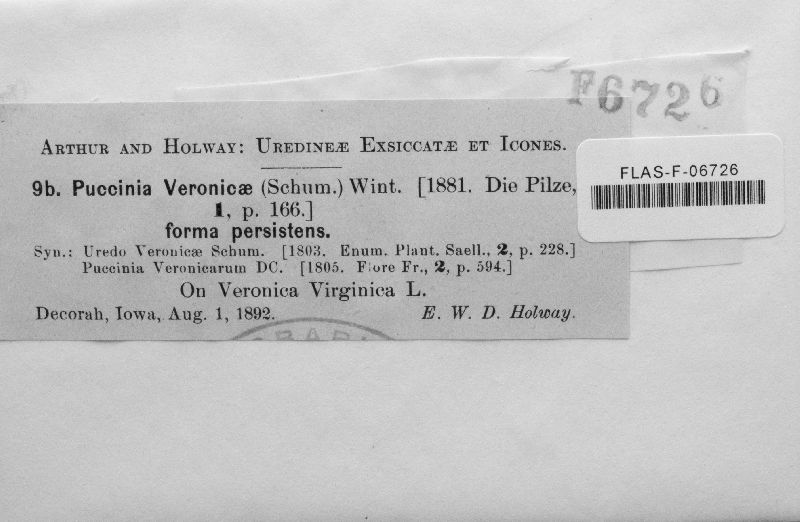 F6726
ARTHUR AND HOLWAY: UREDINEÆ EXSICCATÆ ET ICONES.
FLAS-F-06726
9b. Puccinia Veronicæ (Schum.) Wint. [1881. Die Pilze,
1, p. 166.]
forma persistens.
Syn.: Uredo Veronicæ Schum. [1803. Enum. Plant. Saell., 2, p. 228.]
Puccinia Veronicarum DC. [1805. Flore Fr., 2, p. 594.]
On Veronica Virginica L.
Decorah, Iowa, Aug. 1, 1892. E. W. D. Holway.